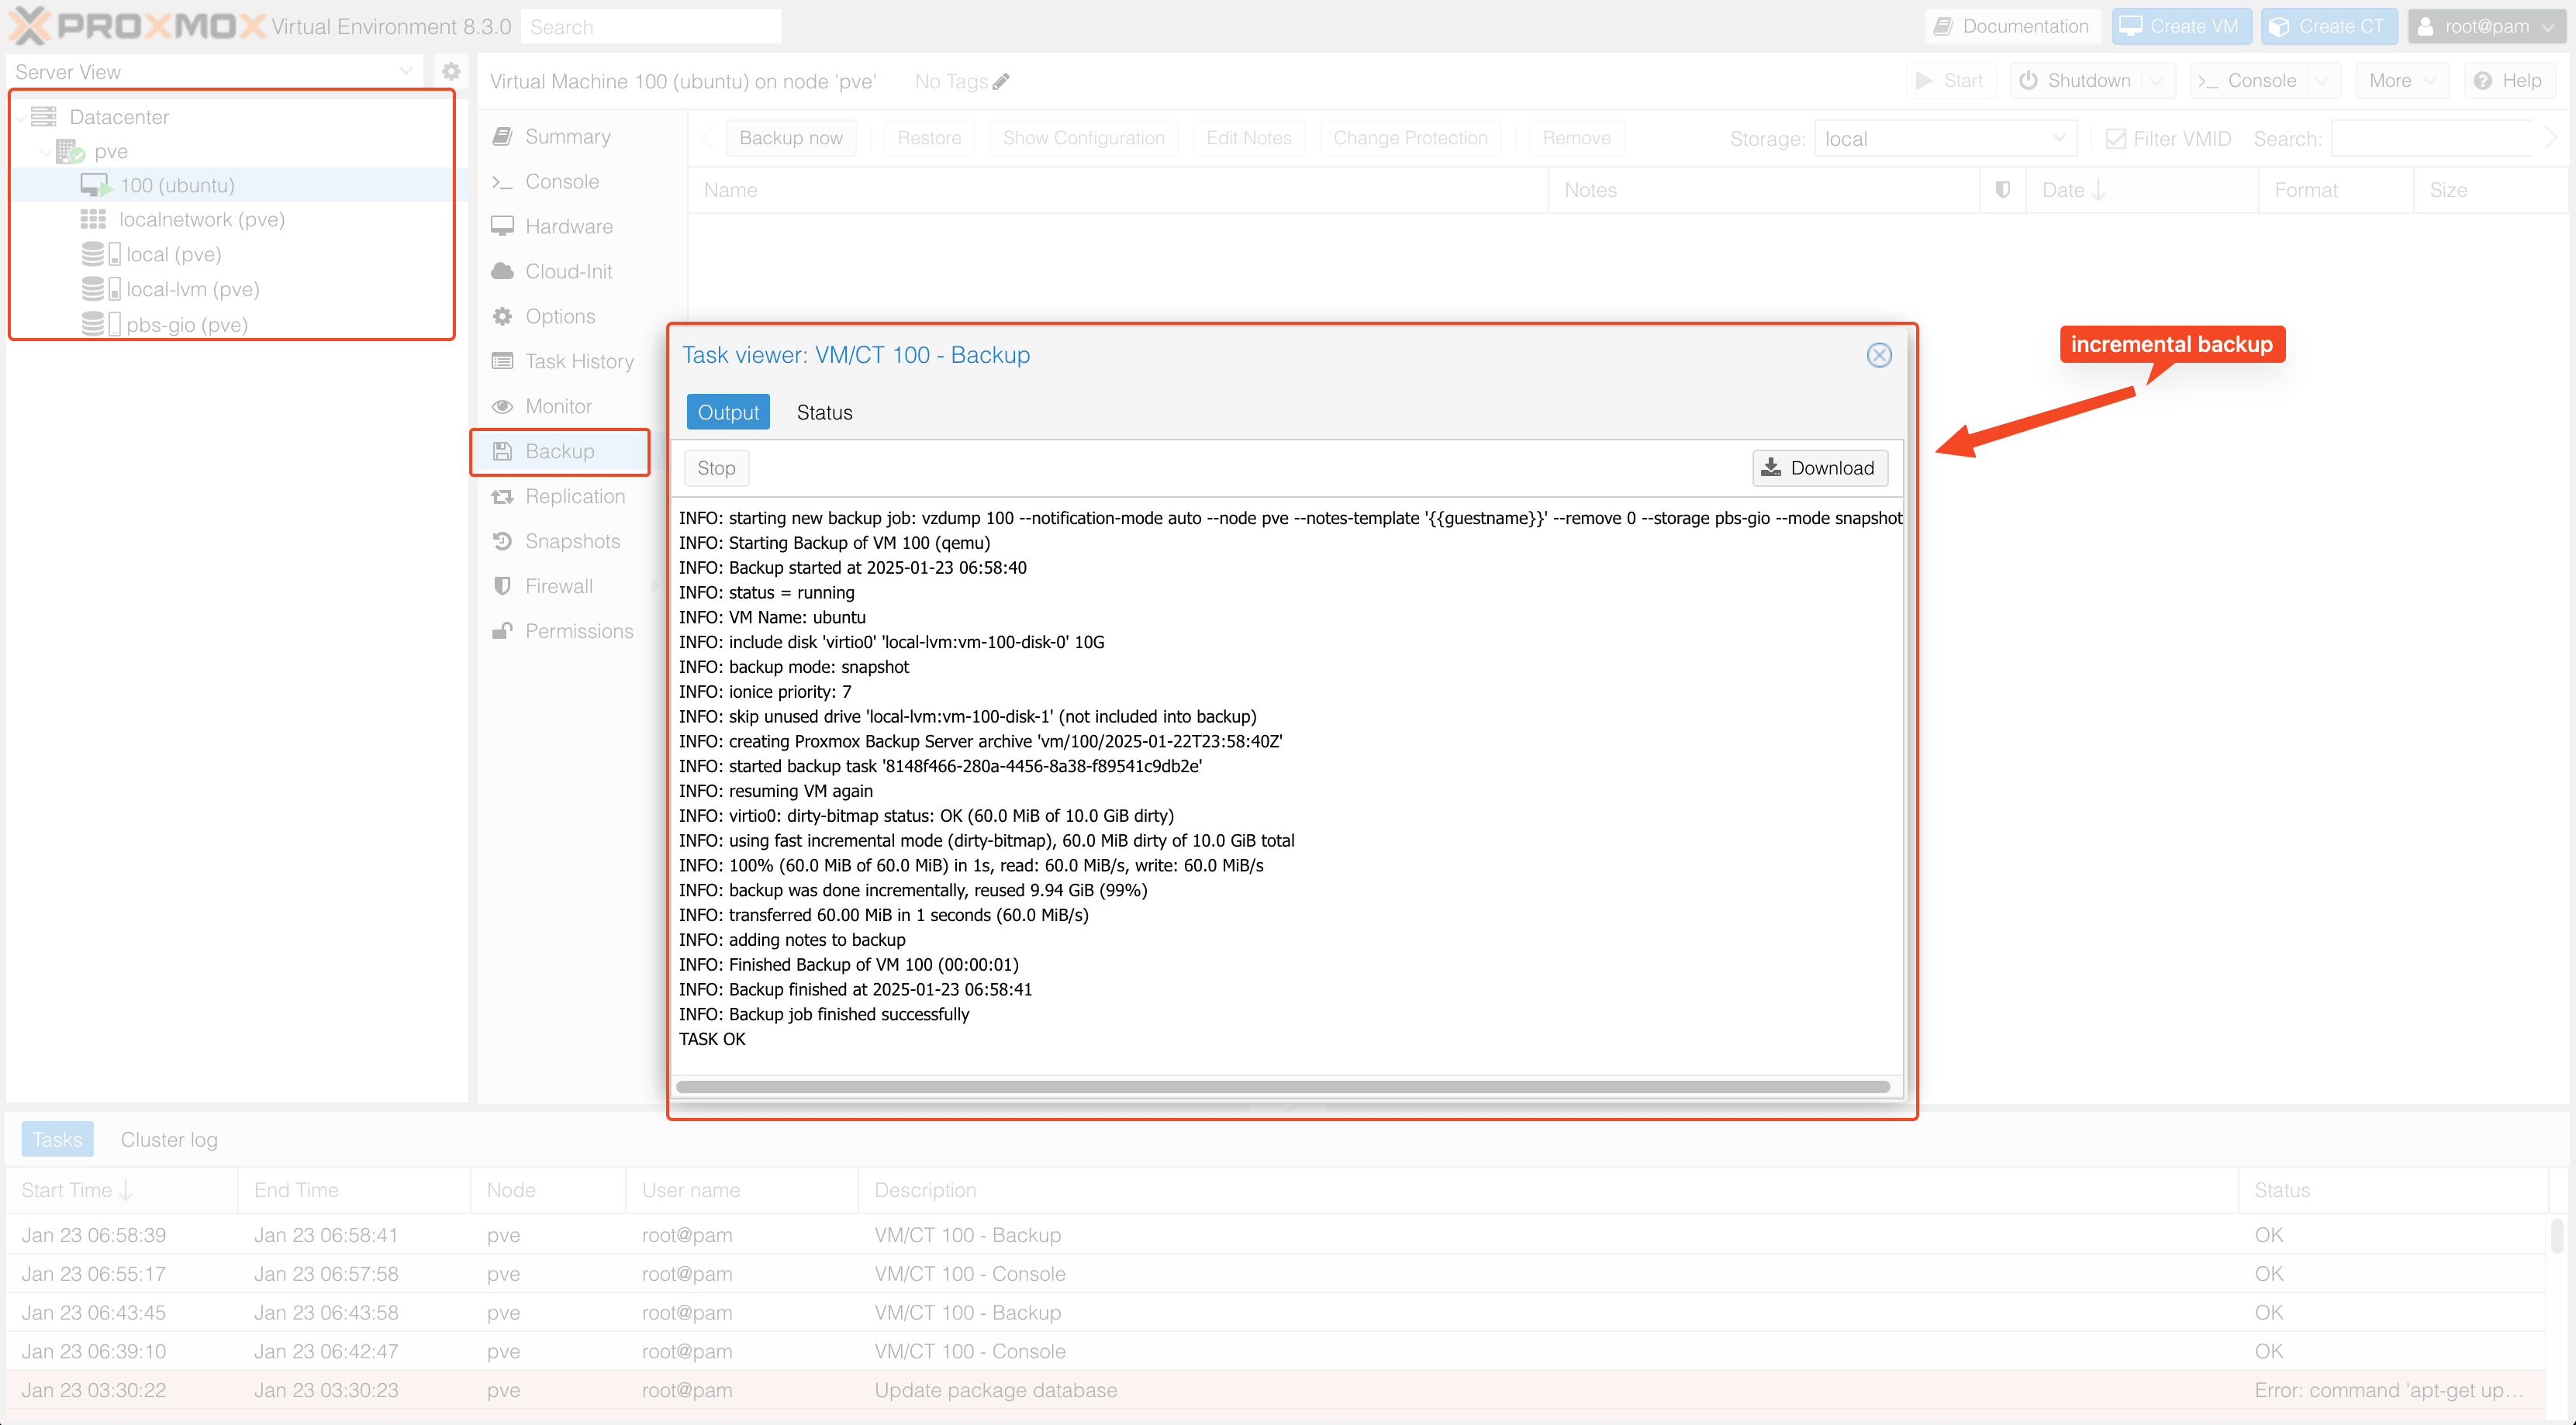 PROXMOX Virtual Environment 8.3.0 Search Documentation Create VM Create CT root@pam
Server View
Virtual Machine 100 (ubuntu) on node 'pve' No Tags Start Shutdown Console More Help
Datacenter
pve
100 (ubuntu)
localnetwork (pve)
local (pve)
local-lvm (pve)
pbs-gio (pve)
Summary
Console
Hardware
Cloud-Init
Options
Task History
Monitor
Backup
Replication
Snapshots
Firewall
Permissions
Backup now Restore Show Configuration Edit Notes Change Protection Remove Storage: local Filter VMID Search:
Name Notes Date Format Size
incremental backup
Task viewer: VM/CT 100 - Backup
Output Status
Stop Download
INFO: starting new backup job: vzdump 100 --notification-mode auto --node pve --notes-template '{{guestname}}' --remove 0 --storage pbs-gio --mode snapshot
INFO: Starting Backup of VM 100 (qemu)
INFO: Backup started at 2025-01-23 06:58:40
INFO: status = running
INFO: VM Name: ubuntu
INFO: include disk 'virtio0' 'local-lvm:vm-100-disk-0' 10G
INFO: backup mode: snapshot
INFO: ionice priority: 7
INFO: skip unused drive 'local-lvm:vm-100-disk-1' (not included into backup)
INFO: creating Proxmox Backup Server archive 'vm/100/2025-01-22T23:58:40Z'
INFO: started backup task '8148f466-280a-4456-8a38-f89541c9db2e'
INFO: resuming VM again
INFO: virtio0: dirty-bitmap status: OK (60.0 MiB of 10.0 GiB dirty)
INFO: using fast incremental mode (dirty-bitmap), 60.0 MiB dirty of 10.0 GiB total
INFO: 100% (60.0 MiB of 60.0 MiB) in 1s, read: 60.0 MiB/s, write: 60.0 MiB/s
INFO: backup was done incrementally, reused 9.94 GiB (99%)
INFO: transferred 60.00 MiB in 1 seconds (60.0 MiB/s)
INFO: adding notes to backup
INFO: Finished Backup of VM 100 (00:00:01)
INFO: Backup finished at 2025-01-23 06:58:41
INFO: Backup job finished successfully
TASK OK
Tasks Cluster log
Start Time End Time Node User name Description Status
Jan 23 06:58:39 Jan 23 06:58:41 pve root@pam VM/CT 100 - Backup OK
Jan 23 06:55:17 Jan 23 06:57:58 pve root@pam VM/CT 100 - Console OK
Jan 23 06:43:45 Jan 23 06:43:58 pve root@pam VM/CT 100 - Backup OK
Jan 23 06:39:10 Jan 23 06:42:47 pve root@pam VM/CT 100 - Console OK
Jan 23 03:30:22 Jan 23 03:30:23 pve root@pam Update package database Error: command 'apt-get up...